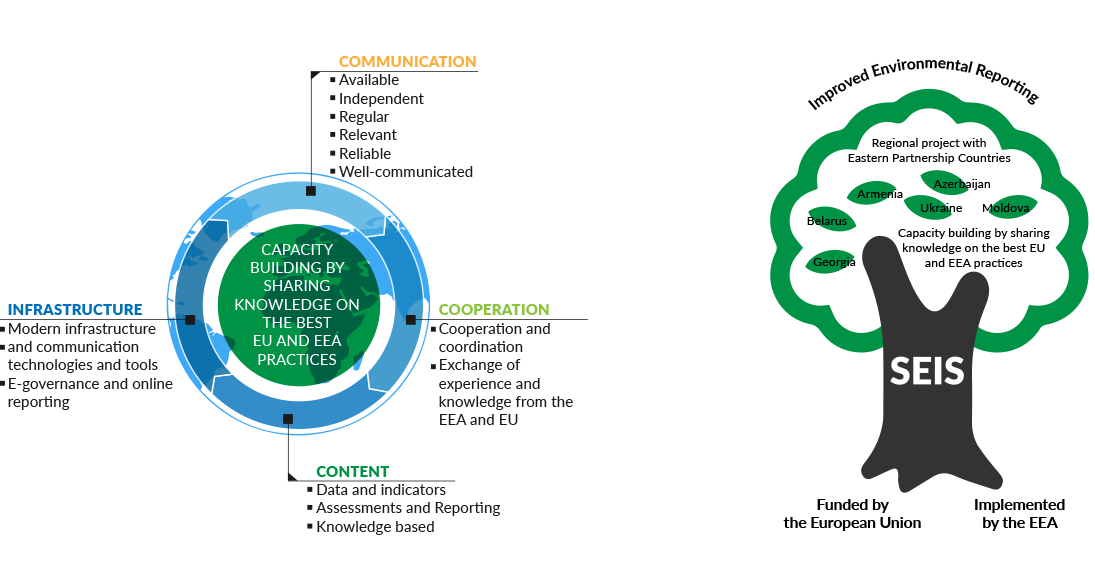 COMMUNICATION
Available
Independent
Regular
Relevant
Reliable
Well-communicated
CAPACITY
BUILDING BY
SHARING
KNOWLEDGE ON
THE BEST
EU AND EEA
PRACTICES
INFRASTRUCTURE
Modern infrastructure
and communication
technologies and tools
E-governance and online
reporting
COOPERATION
Cooperation and
coordination
Exchange of
experience and
knowledge from the
EEA and EU
CONTENT
Data and indicators
Assessments and Reporting
Knowledge based
Improved Environmental Reporting
Regional project with
Eastern Partnership Countries
Armenia
Azerbaijan
Belarus
Ukraine
Moldova
Georgia
Capacity building by sharing
knowledge on the best EU
and EEA practices
SEIS
Funded by
the European Union
Implemented
by the EEA